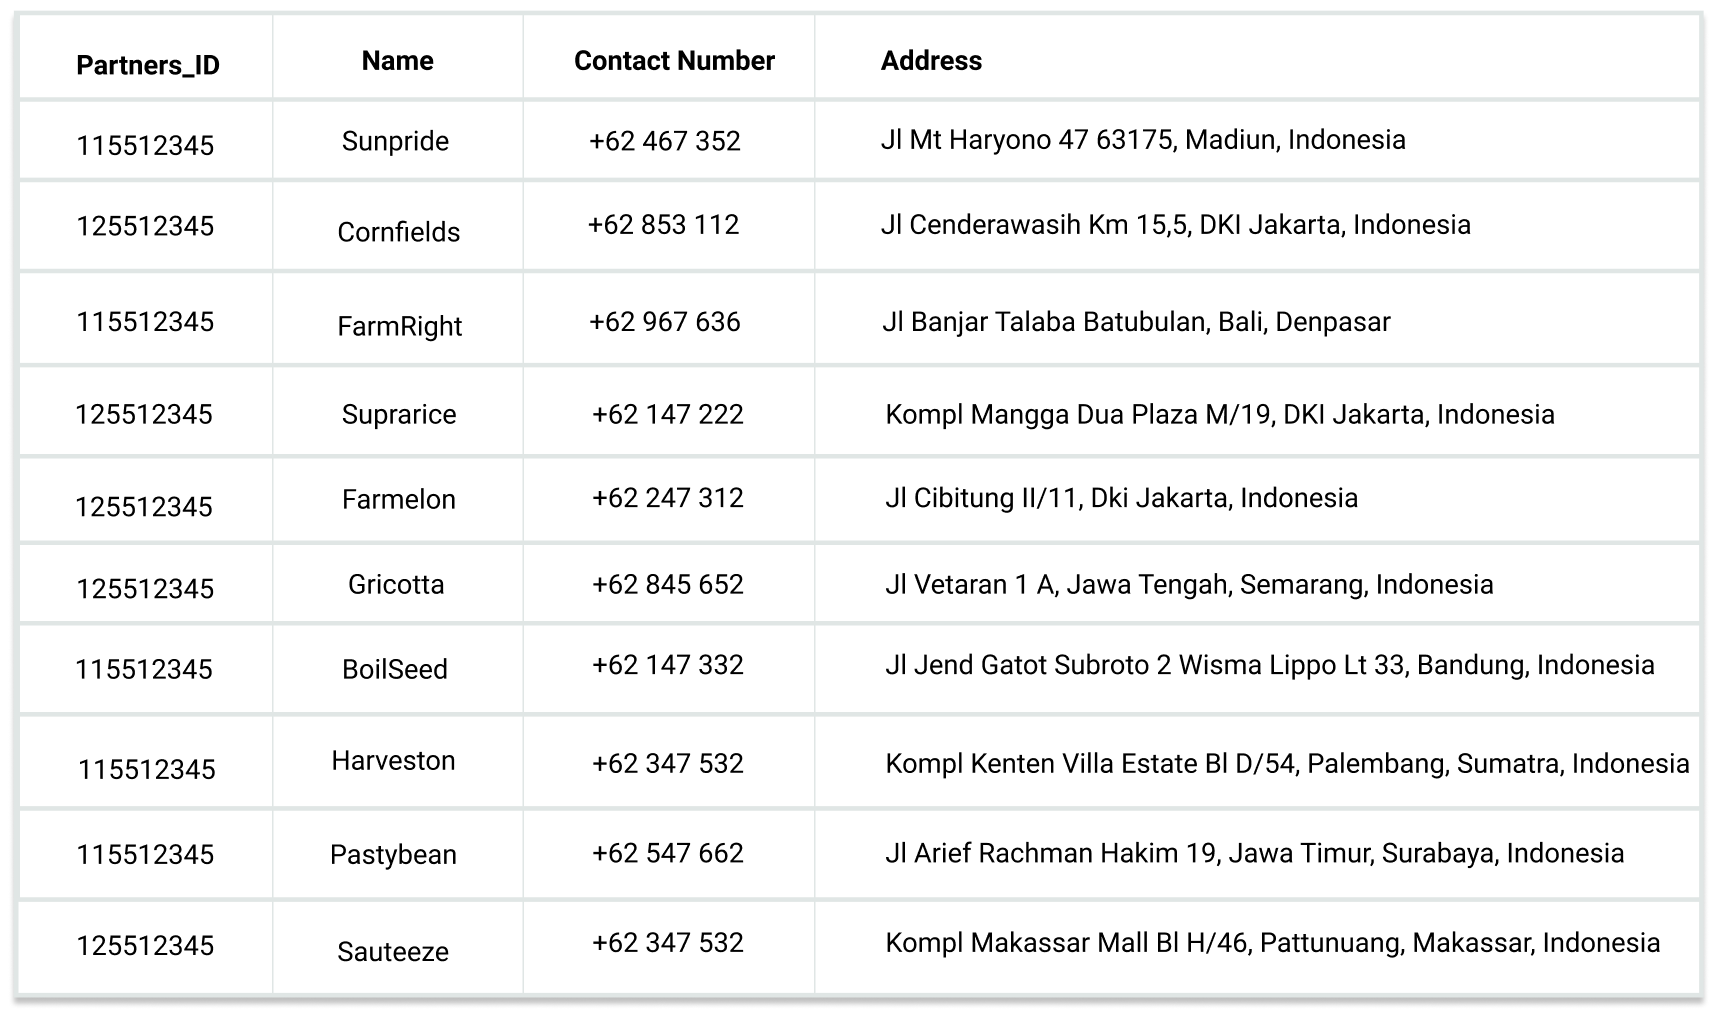 Partners_ID Name Contact Number Address
115512345 Sunpride +62 467 352 Jl Mt Haryono 47 63175, Madiun, Indonesia
125512345 Cornfields +62 853 112 Jl Cenderawasih Km 15,5, DKI Jakarta, Indonesia
115512345 FarmRight +62 967 636 Jl Banjar Talaba Batubulan, Bali, Denpasar
125512345 Suprarice +62 147 222 Kompl Mangga Dua Plaza M/19, DKI Jakarta, Indonesia
125512345 Farmelon +62 247 312 Jl Cibitung II/11, Dki Jakarta, Indonesia
125512345 Gricotta +62 845 652 Jl Vetaran 1 A, Jawa Tengah, Semarang, Indonesia
115512345 BoilSeed +62 147 332 Jl Jend Gatot Subroto 2 Wisma Lippo Lt 33, Bandung, Indonesia
115512345 Harveston +62 347 532 Kompl Kenten Villa Estate Bl D/54, Palembang, Sumatra, Indonesia
115512345 Pastybean +62 547 662 Jl Arief Rachman Hakim 19, Jawa Timur, Surabaya, Indonesia
125512345 Sauteeze +62 347 532 Kompl Makassar Mall Bl H/46, Pattunuang, Makassar, Indonesia